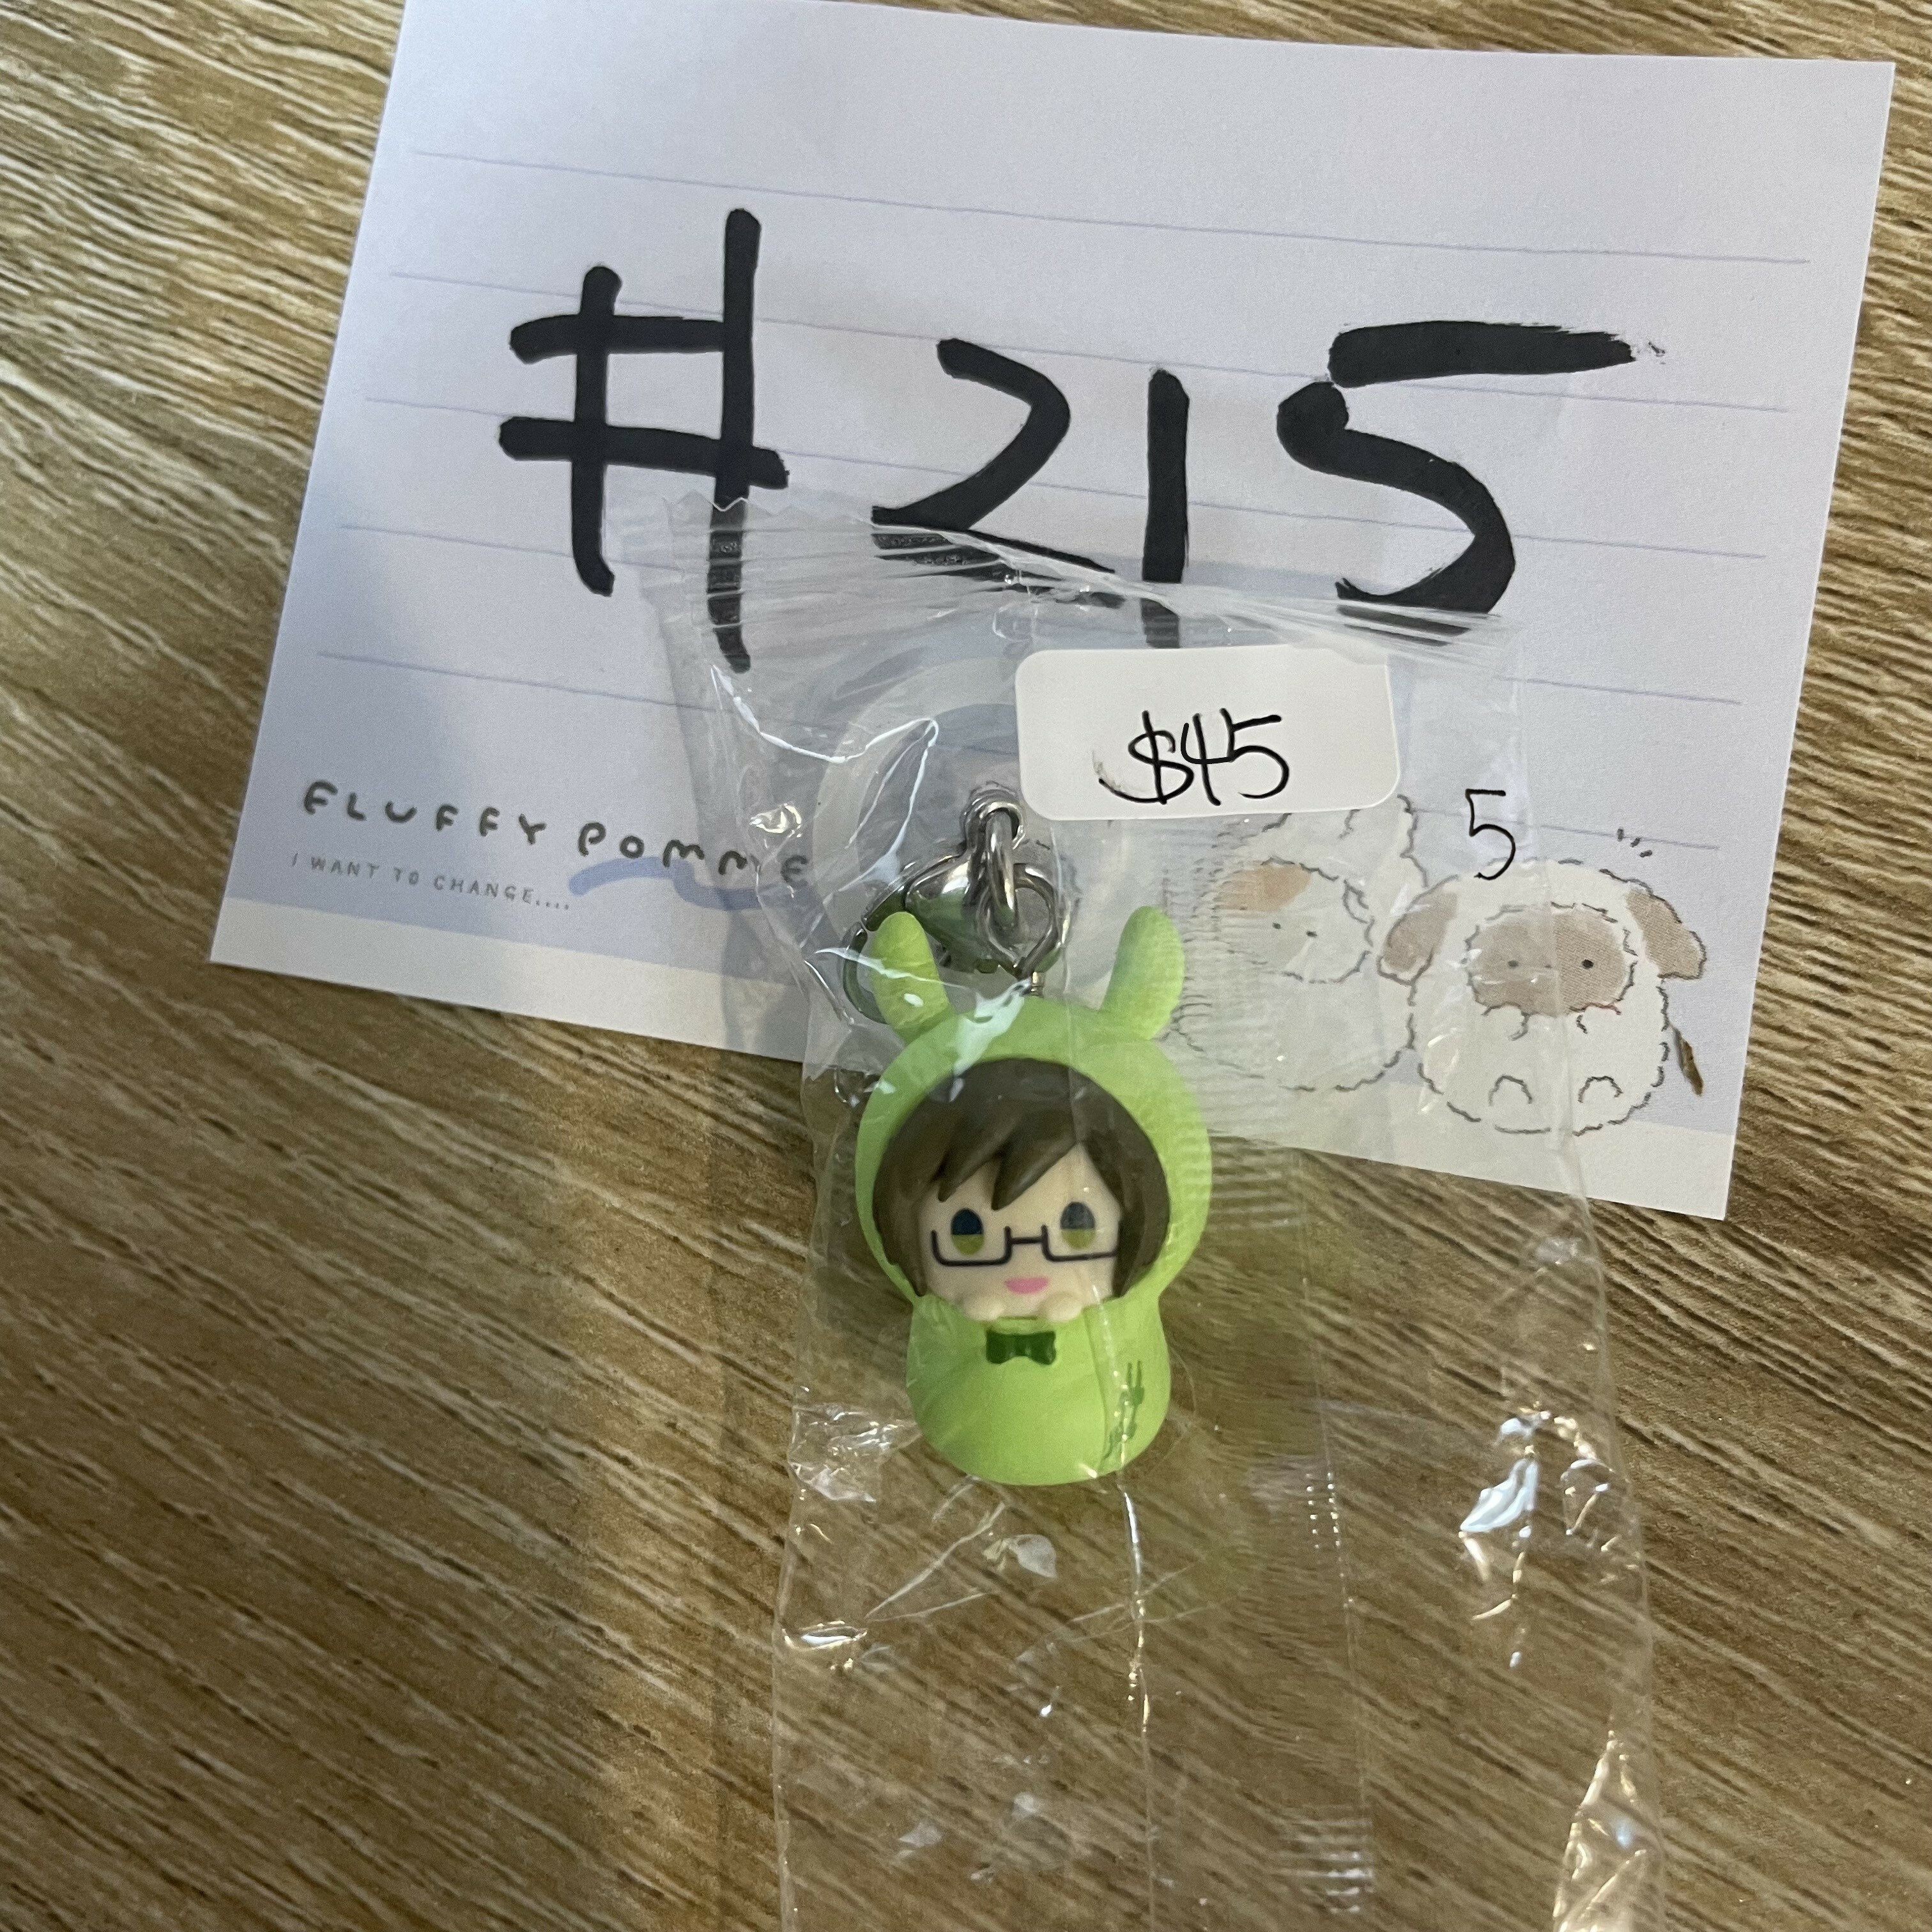 #215
$45
5
FLUFFY POMME
I WANT TO CHANGE....